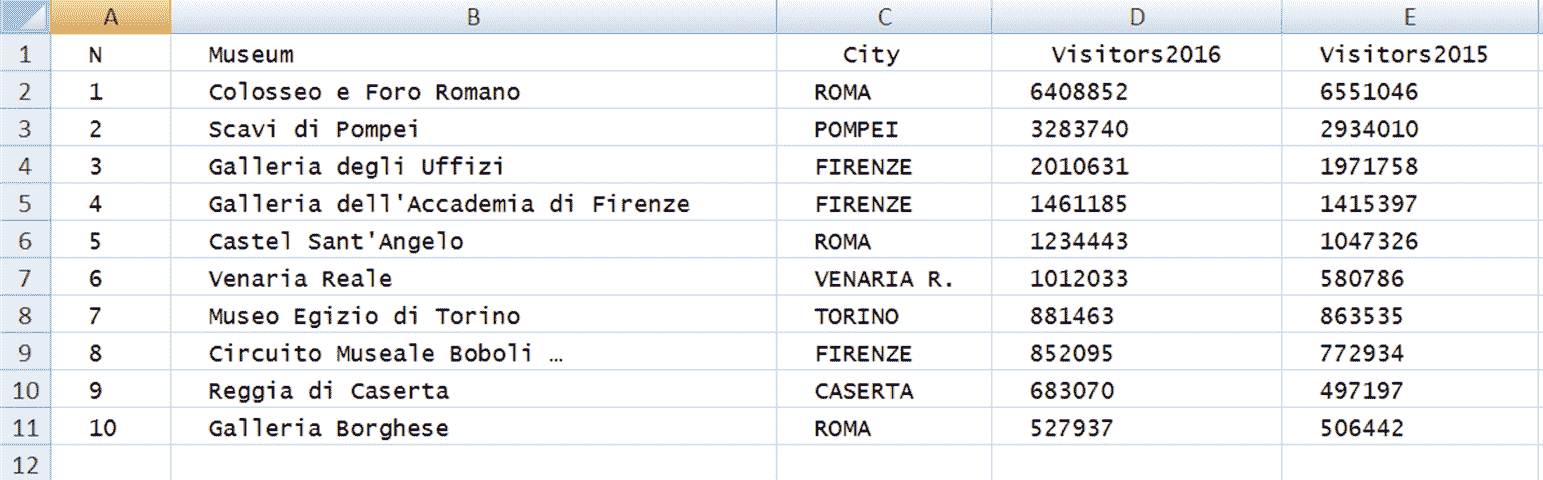 A B C D E
1 N Museum City Visitors2016 Visitors2015
2 1 Colosseo e Foro Romano ROMA 6408852 6551046
3 2 Scavi di Pompei POMPEI 3283740 2934010
4 3 Galleria degli Uffizi FIRENZE 2010631 1971758
5 4 Galleria dell'Accademia di Firenze FIRENZE 1461185 1415397
6 5 Castel Sant'Angelo ROMA 1234443 1047326
7 6 Venaria Reale VENARIA R. 1012033 580786
8 7 Museo Egizio di Torino TORINO 881463 863535
9 8 Circuito Museale Boboli … FIRENZE 852095 772934
10 9 Reggia di Caserta CASERTA 683070 497197
11 10 Galleria Borghese ROMA 527937 506442
12